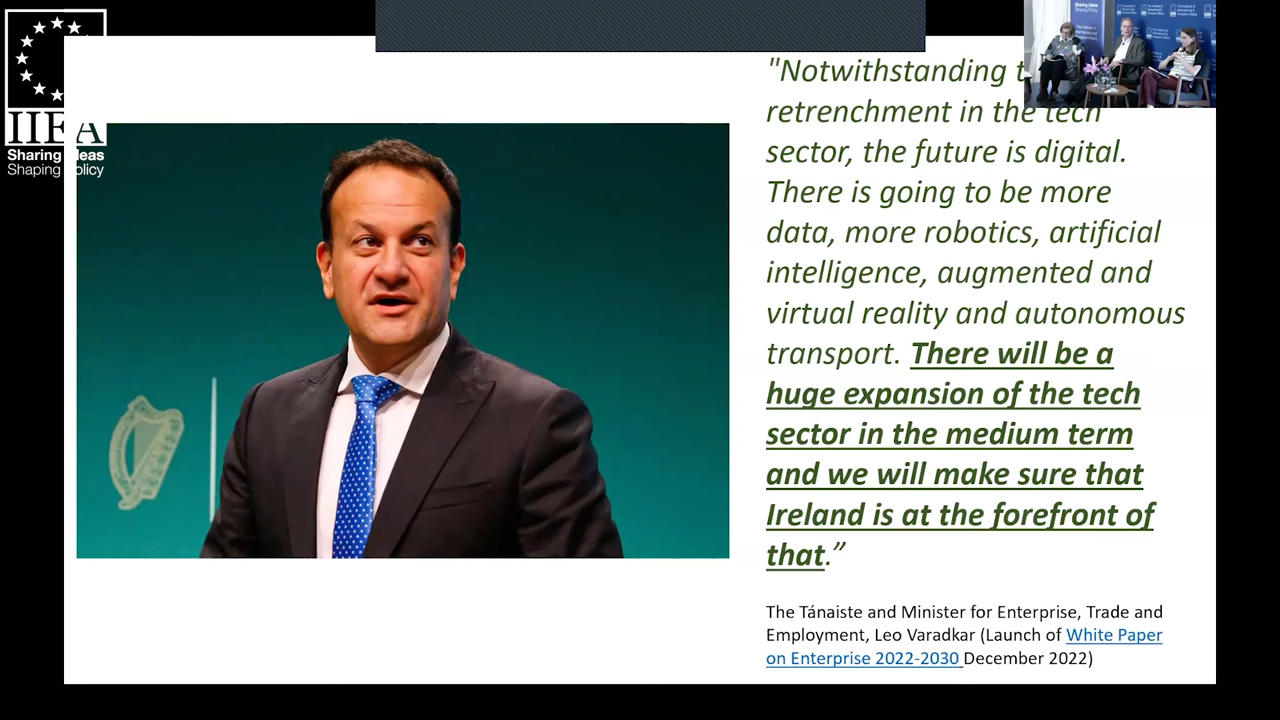 IIEA
Sharing Ideas
Shaping Policy
"Notwithstanding
retrenchment in the tech
sector, the future is digital.
There is going to be more
data, more robotics, artificial
intelligence, augmented and
virtual reality and autonomous
transport. There will be a
huge expansion of the tech
sector in the medium term
and we will make sure that
Ireland is at the forefront of
that.”
The Tánaiste and Minister for Enterprise, Trade and
Employment, Leo Varadkar (Launch of White Paper
on Enterprise 2022-2030 December 2022)